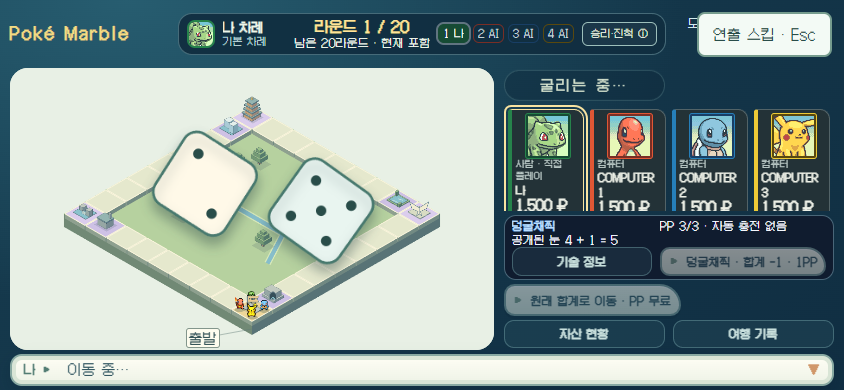 Poké Marble
나 차례
기본 차례
라운드 1 / 20
남은 20라운드 · 현재 포함
1 나
2 AI
3 AI
4 AI
승리·진척 ⓘ
연출 스킵 · Esc
굴리는 중…
사람 · 직접
플레이
나
1,500 ₽
컴퓨터
COMPUTER
1
1,500 ₽
컴퓨터
COMPUTER
2
1,500 ₽
컴퓨터
COMPUTER
3
1,500 ₽
덩굴채찍
PP 3/3 · 자동 충전 없음
공개된 눈 4 + 1 = 5
기술 정보
▶ 덩굴채찍 · 합계 -1 · 1PP
▶ 원래 합계로 이동 · PP 무료
자산 현황
여행 기록
출발
나 ▶ 이동 중…